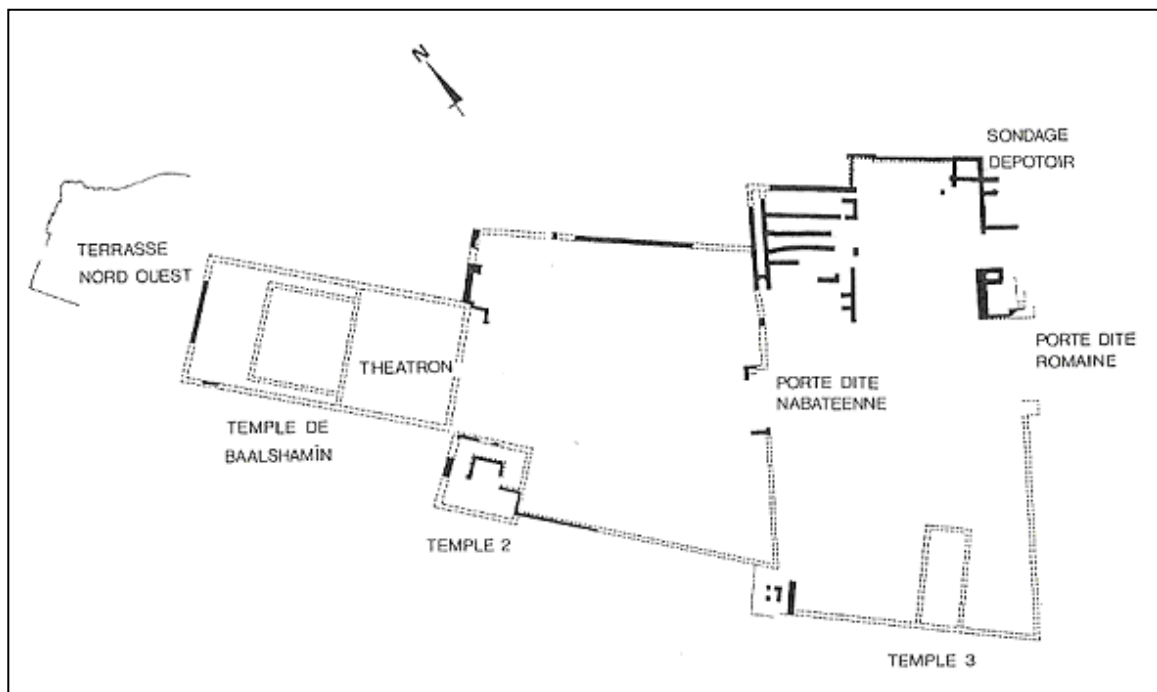 N
SONDAGE
DEPOTOIR
TERRASSE
NORD OUEST
THEATRON
PORTE DITE
ROMAINE
PORTE DITE
NABATEENNE
TEMPLE DE
BAALSHAMÎN
TEMPLE 2
TEMPLE 3